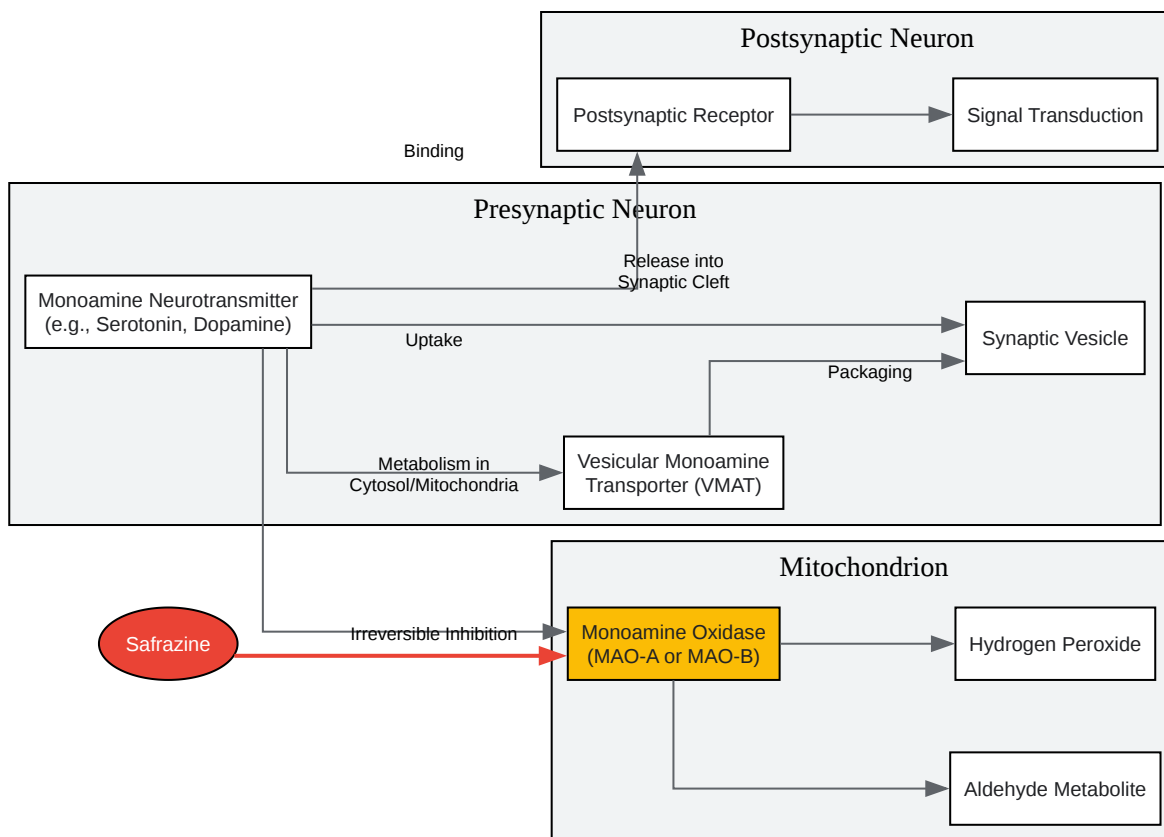 Postsynaptic Neuron
Postsynaptic Receptor
Signal Transduction
Binding
Presynaptic Neuron
Release into
Synaptic Cleft
Monoamine Neurotransmitter
(e.g., Serotonin, Dopamine)
Uptake
Synaptic Vesicle
Packaging
Metabolism in
Cytosol/Mitochondria
Vesicular Monoamine
Transporter (VMAT)
Mitochondrion
Safrazine
Irreversible Inhibition
Monoamine Oxidase
(MAO-A or MAO-B)
Hydrogen Peroxide
Aldehyde Metabolite